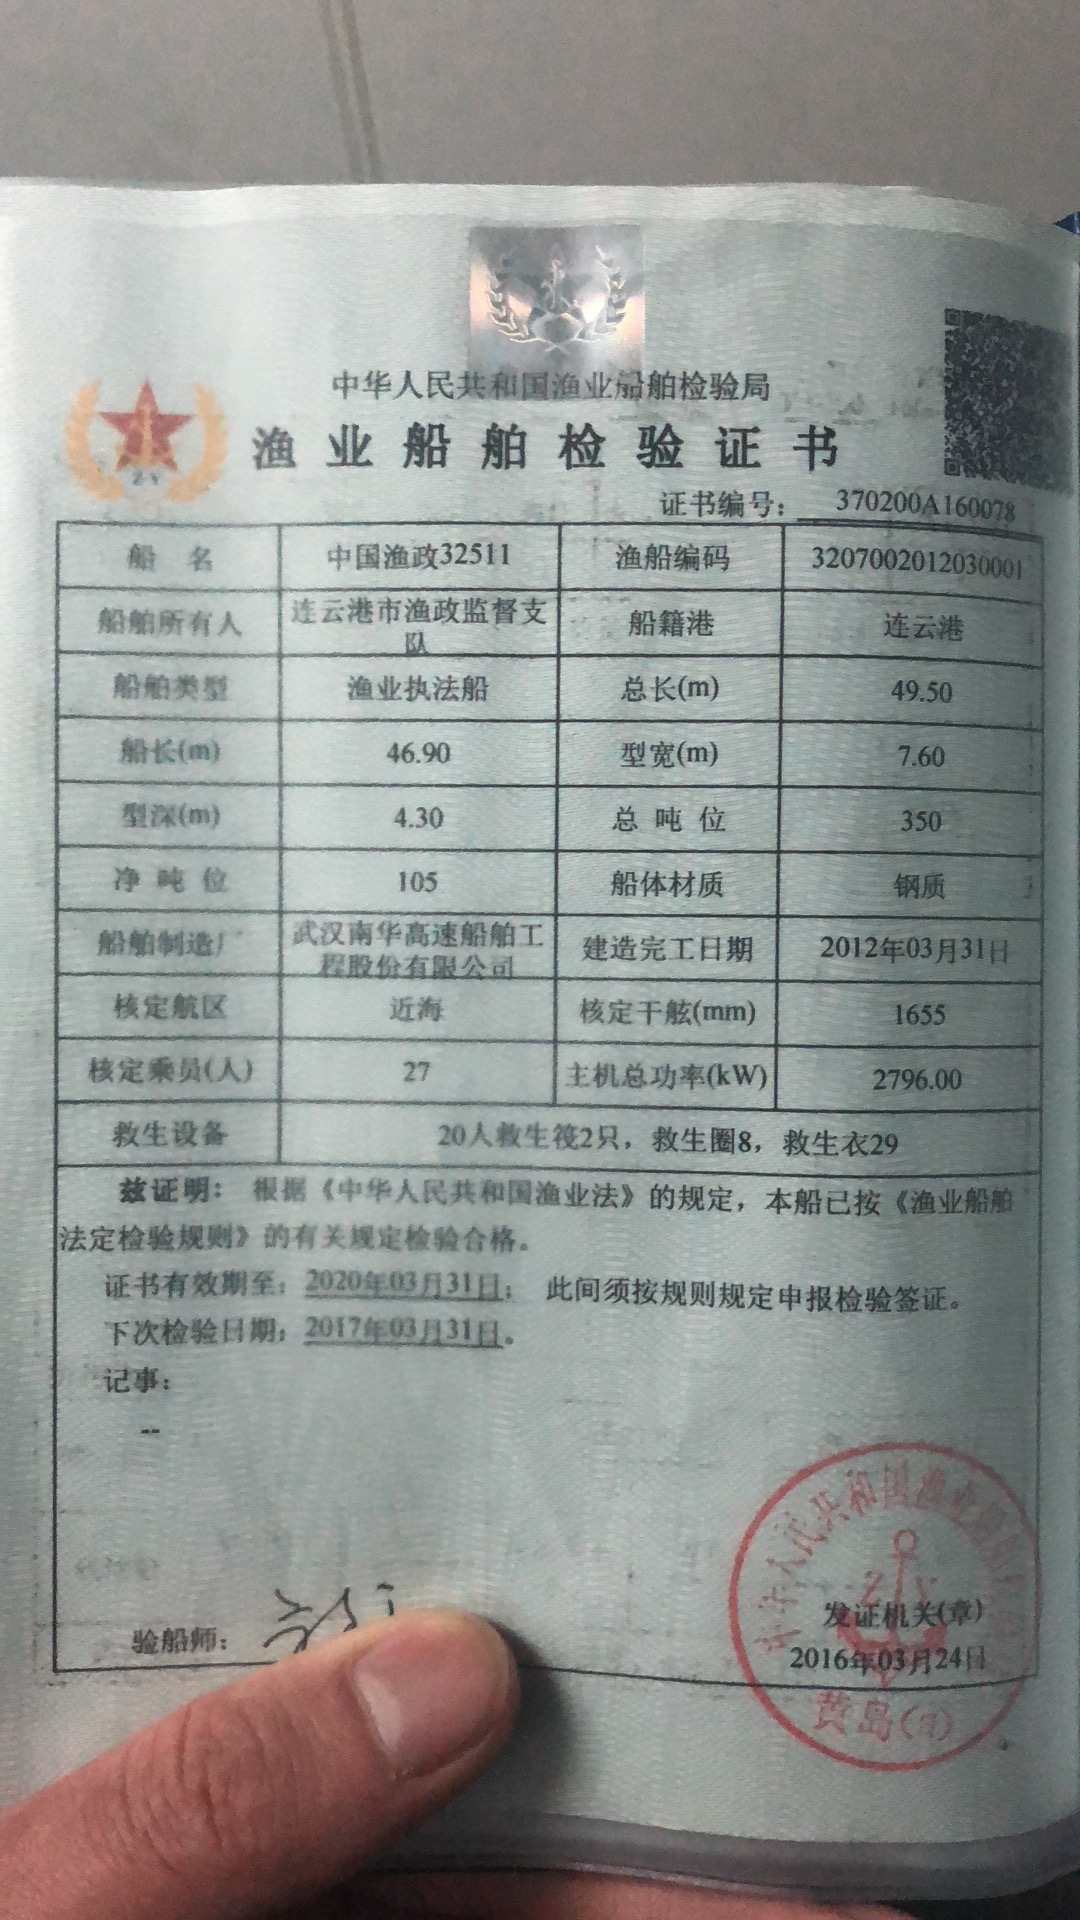 中华人民共和国渔业船舶检验局
渔业船舶检验证书
证书编号： 370200A160078
船 名 中国渔政32511 渔船编码 3207002012030001
船舶所有人 连云港市渔政监督支队 船籍港 连云港
船舶类型 渔业执法船 总长(m) 49.50
船长(m) 46.90 型宽(m) 7.60
型深(m) 4.30 总吨位 350
净吨位 105 船体材质 钢质
船舶制造厂 武汉南华高速船舶工程股份有限公司 建造完工日期 2012年03月31日
核定航区 近海 核定干舷(mm) 1655
核定乘员(人) 27 主机总功率(kW) 2796.00
救生设备 20人救生筏2只，救生圈8，救生衣29
兹证明：根据《中华人民共和国渔业法》的规定，本船已按《渔业船舶
法定检验规则》的有关规定检验合格。
证书有效期至：2020年03月31日； 此间须按规则规定申报检验签证。
下次检验日期：2017年03月31日。
记事：
--
验船师：
发证机关(章)
2016年03月24日
中华人民共和国渔业船
Z Y
黄岛